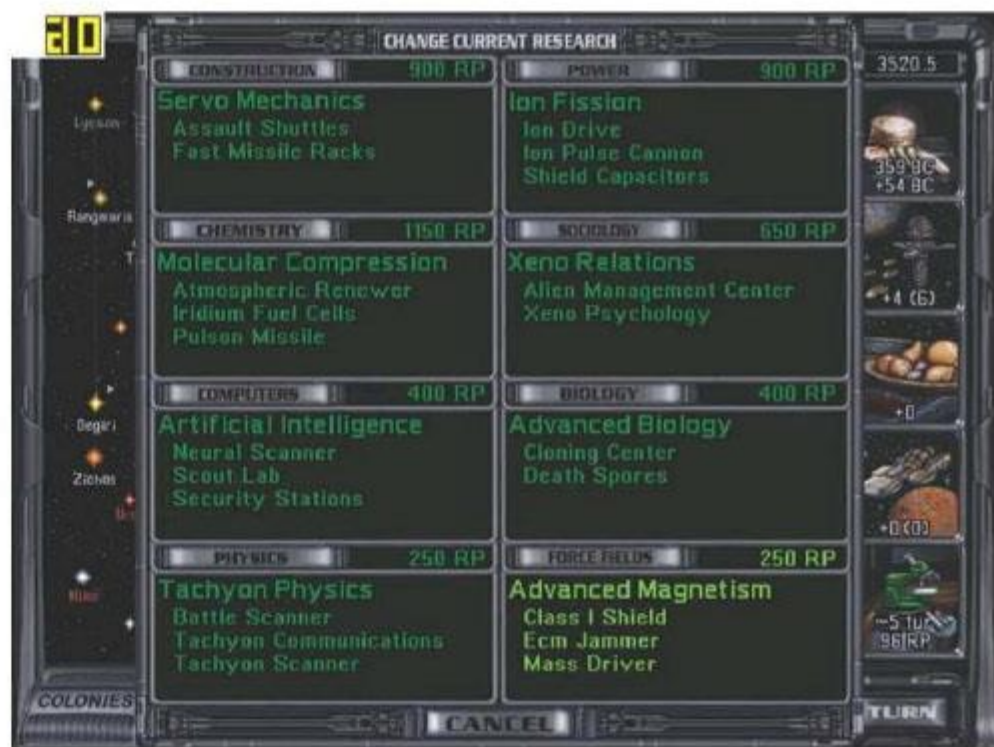 210
CHANGE CURRENT RESEARCH
CONSTRUCTION 900 RP
Servo Mechanics
Assault Shuttles
Fast Missile Racks
POWER 900 RP
Ion Fission
Ion Drive
Ion Pulse Cannon
Shield Capacitors
CHEMISTRY 1150 RP
Molecular Compression
Atmospheric Renewer
Iridium Fuel Cells
Pulson Missile
SOCIOLOGY 650 RP
Xeno Relations
Alien Management Center
Xeno Psychology
COMPUTERS 400 RP
Artificial Intelligence
Neural Scanner
Scout Lab
Security Stations
BIOLOGY 400 RP
Advanced Biology
Cloning Center
Death Spores
PHYSICS 250 RP
Tachyon Physics
Battle Scanner
Tachyon Communications
Tachyon Scanner
FORCE FIELDS 250 RP
Advanced Magnetism
Class I Shield
Ecm Jammer
Mass Driver
CANCEL
Lycson
Degiri
COLONIES
3520.5
359 BC
+54 BC
+4 (6)
+0
+0 (0)
~5 tur
96 RP
TURN